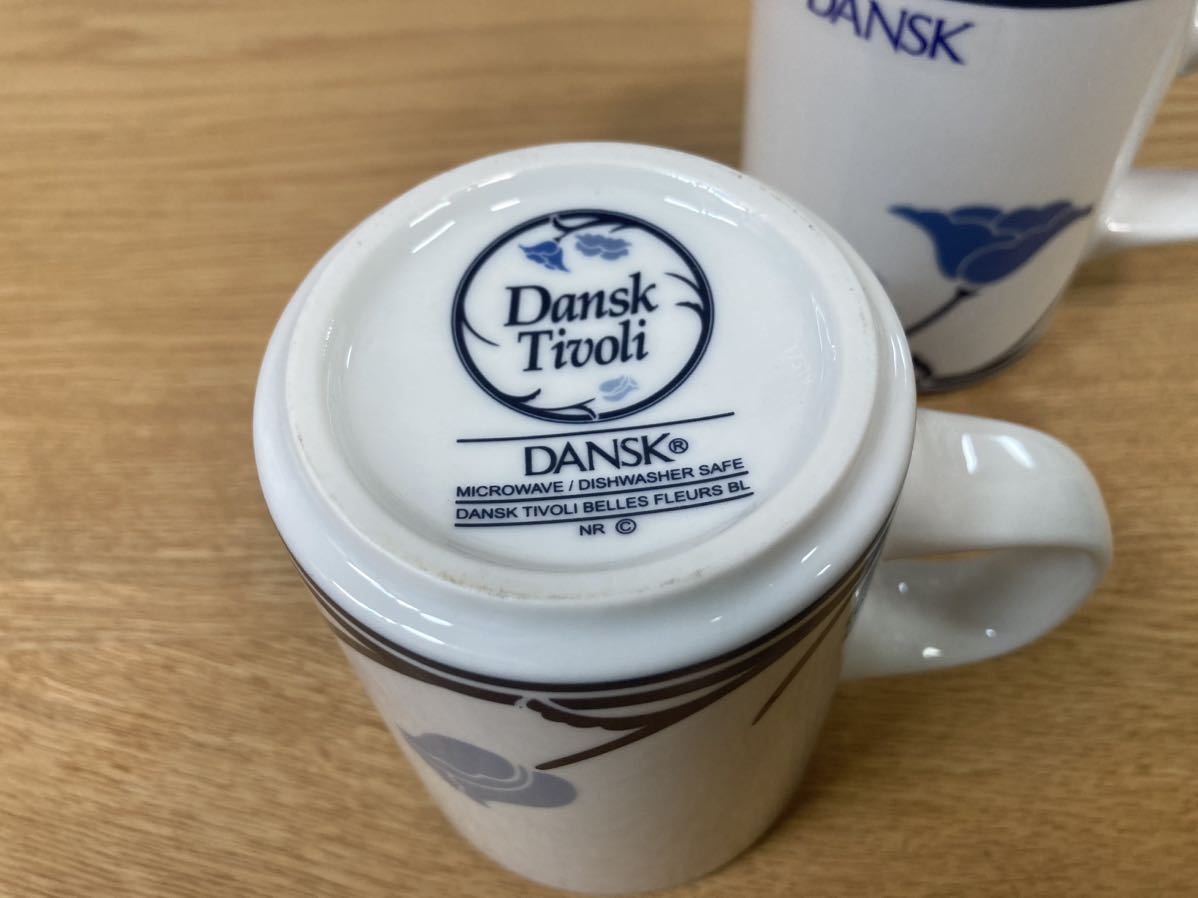 DANSK
Dansk
Tivoli
DANSK®
MICROWAVE / DISHWASHER SAFE
DANSK TIVOLI BELLES FLEURS BL
NR ©